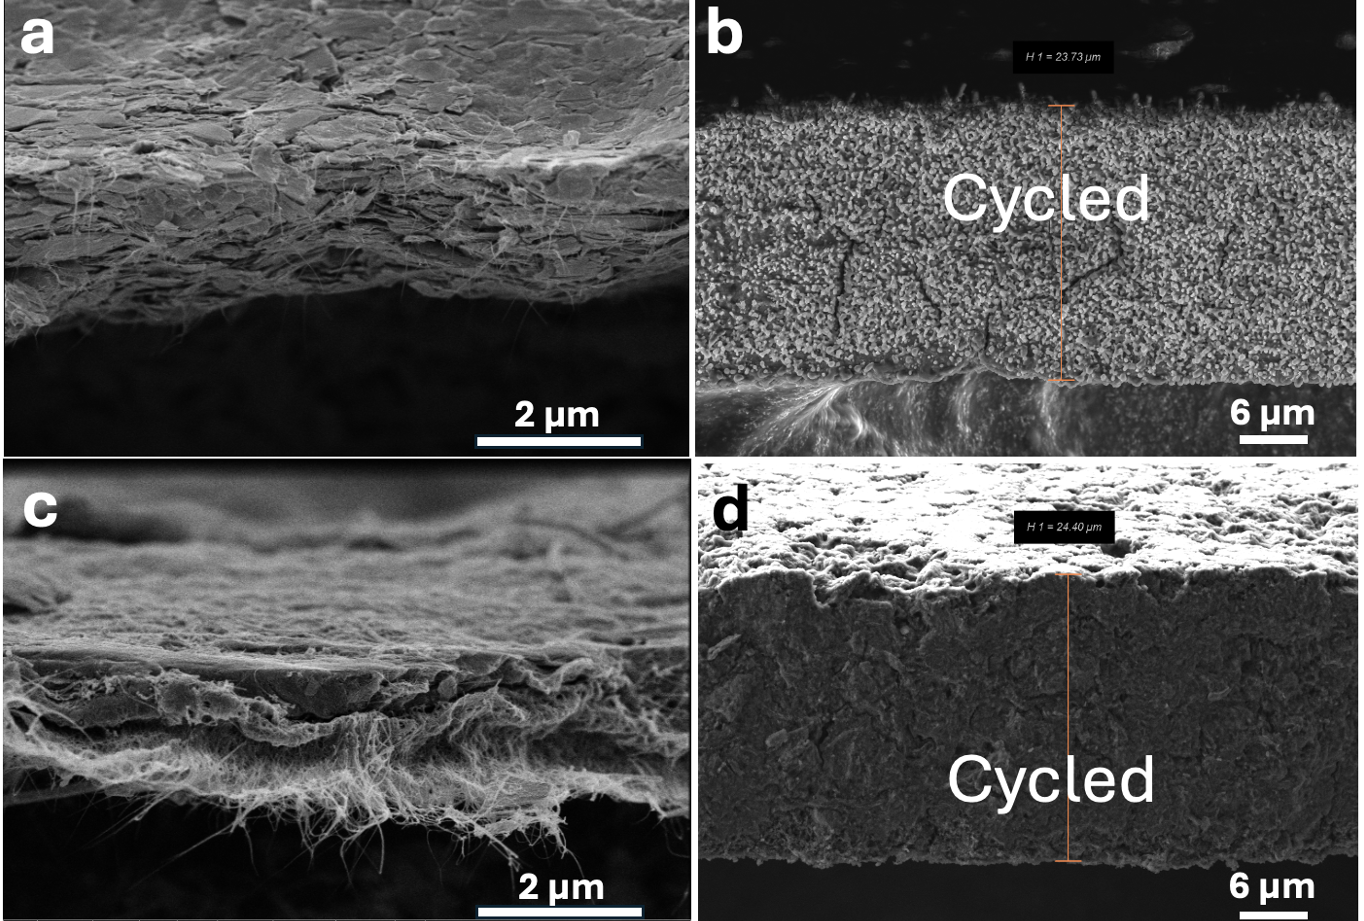 a
b
H 1 = 23.73 µm
Cycled
2 µm
6 µm
c
d
H 1 = 24.40 µm
Cycled
2 µm
6 µm